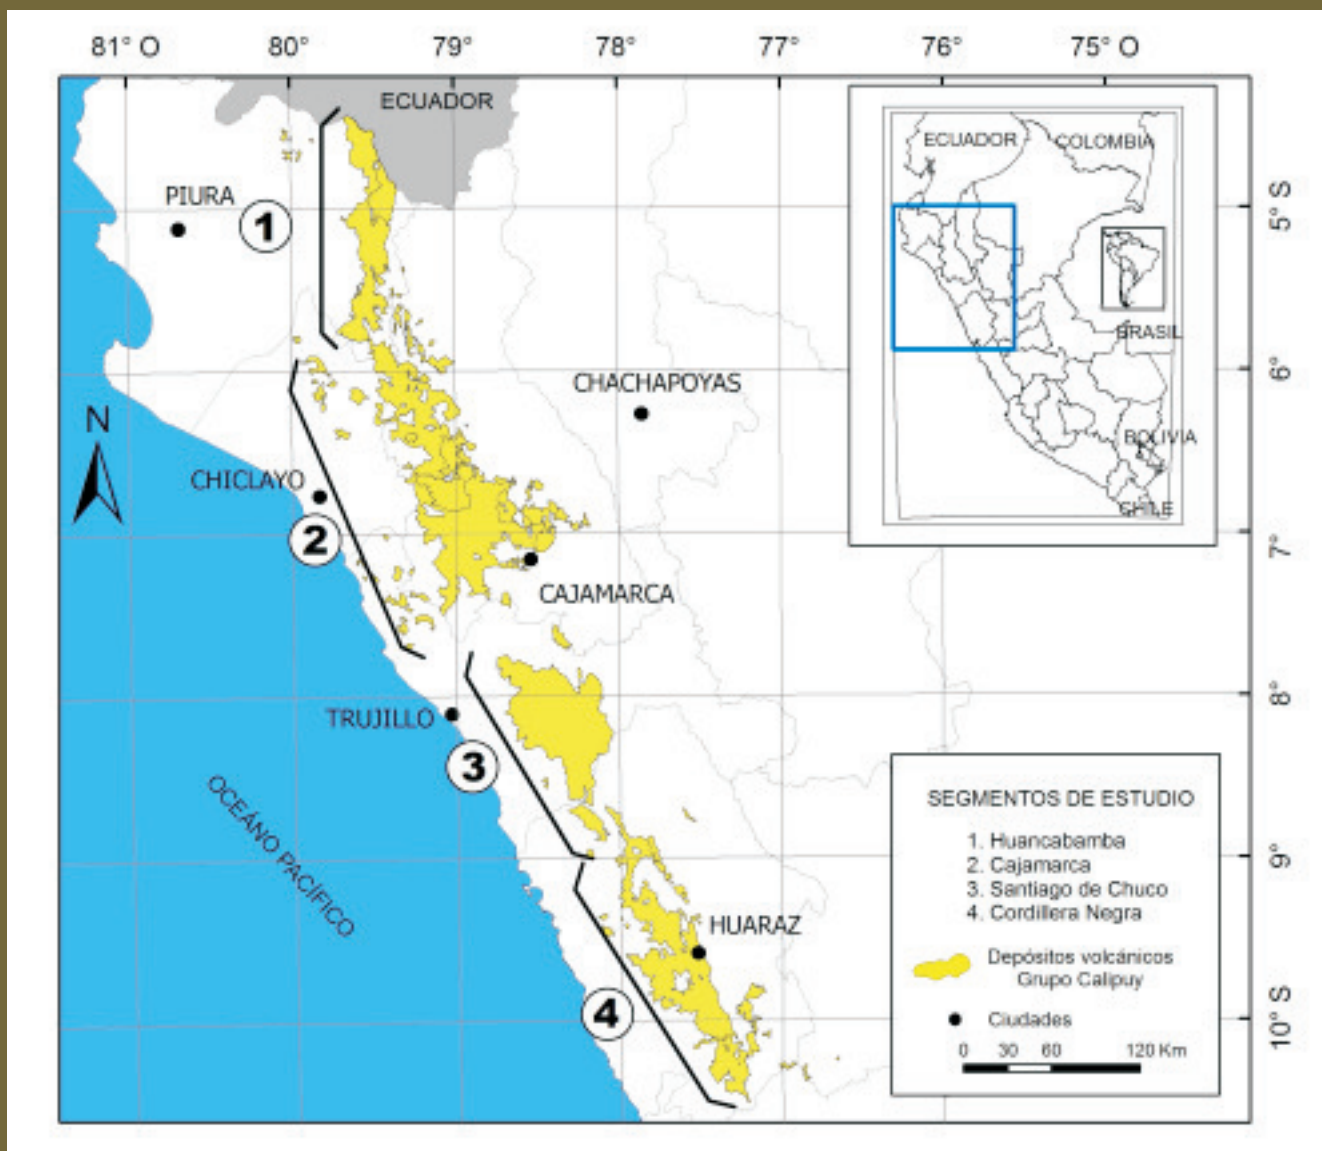 81° O
80°
79°
78°
77°
76°
75° O
ECUADOR
ECUADOR
COLOMBIA
PIURA
5° S
1
BRASIL
6°
CHACHAPOYAS
N
BOLIVIA
CHICLAYO
CHILE
2
7°
CAJAMARCA
8°
TRUJILLO
3
OCEÁNO PACÍFICO
SEGMENTOS DE ESTUDIO
1. Huancabamba
2. Cajamarca
3. Santiago de Chuco
4. Cordillera Negra
9°
HUARAZ
Depósitos volcánicos
Grupo Calipuy
4
Ciudades
10° S
0 30 60 120 Km